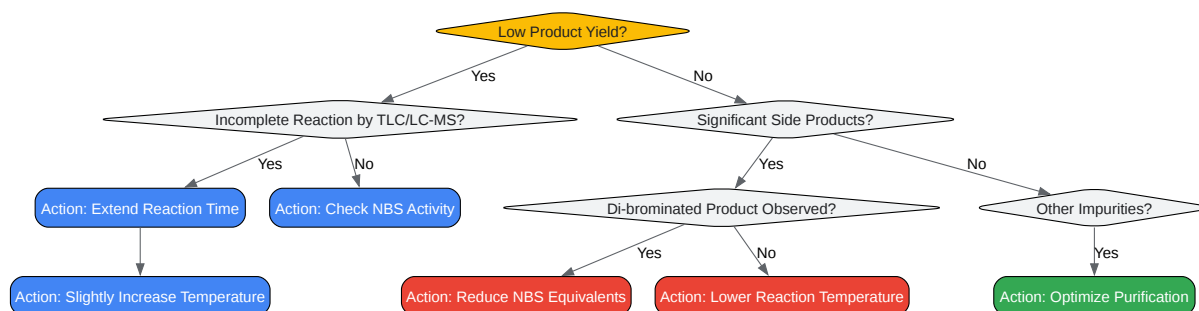 Low Product Yield?
Yes
No
Incomplete Reaction by TLC/LC-MS?
Significant Side Products?
Yes
No
Yes
No
Action: Extend Reaction Time
Action: Check NBS Activity
Di-brominated Product Observed?
Other Impurities?
Yes
No
Yes
Action: Slightly Increase Temperature
Action: Reduce NBS Equivalents
Action: Lower Reaction Temperature
Action: Optimize Purification